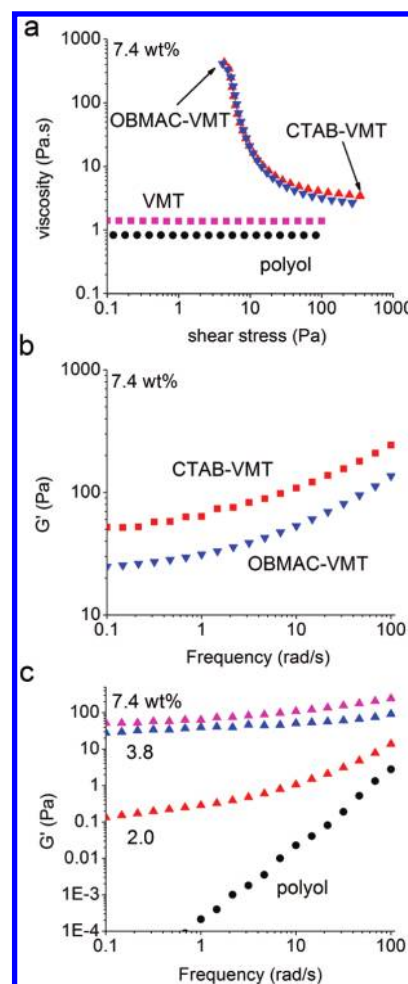 a
7.4 wt%
1000
100
10
1
0.1
viscosity (Pa.s)
OBMAC-VMT
CTAB-VMT
VMT
polyol
0.1 1 10 100 1000
shear stress (Pa)
b
7.4 wt%
1000
100
10
G' (Pa)
CTAB-VMT
OBMAC-VMT
0.1 1 10 100
Frequency (rad/s)
c
7.4 wt%
100
10
1
0.1
0.01
1E-3
1E-4
G' (Pa)
3.8
2.0
polyol
0.1 1 10 100
Frequency (rad/s)